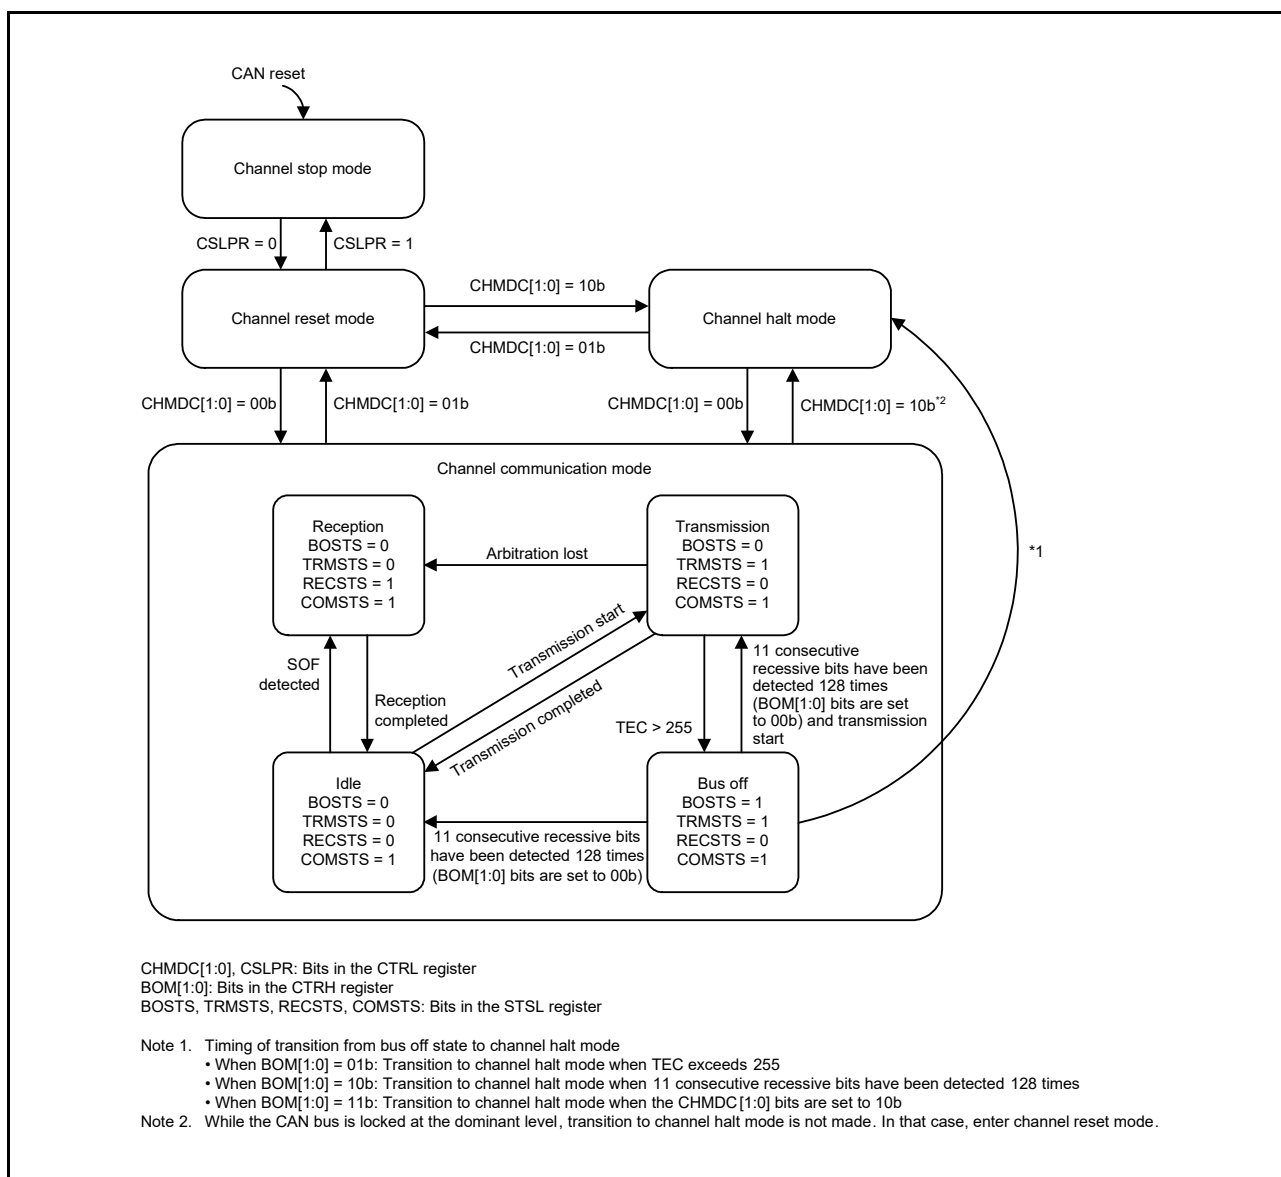 CAN reset
Channel stop mode
CSLPR = 0
CSLPR = 1
Channel reset mode
CHMDC[1:0] = 10b
CHMDC[1:0] = 01b
Channel halt mode
CHMDC[1:0] = 00b
CHMDC[1:0] = 01b
CHMDC[1:0] = 00b
CHMDC[1:0] = 10b*2
Channel communication mode
Reception
BOSTS = 0
TRMSTS = 0
RECSTS = 1
COMSTS = 1
Arbitration lost
Transmission
BOSTS = 0
TRMSTS = 1
RECSTS = 0
COMSTS = 1
*1
SOF
detected
Reception
completed
Transmission start
Transmission completed
TEC > 255
11 consecutive
recessive bits have been
detected 128 times
(BOM[1:0] bits are set
to 00b) and transmission
start
Idle
BOSTS = 0
TRMSTS = 0
RECSTS = 0
COMSTS = 1
11 consecutive recessive bits
have been detected 128 times
(BOM[1:0] bits are set to 00b)
Bus off
BOSTS = 1
TRMSTS = 1
RECSTS = 0
COMSTS =1
CHMDC[1:0], CSLPR: Bits in the CTRL register
BOM[1:0]: Bits in the CTRH register
BOSTS, TRMSTS, RECSTS, COMSTS: Bits in the STSL register
Note 1. Timing of transition from bus off state to channel halt mode
• When BOM[1:0] = 01b: Transition to channel halt mode when TEC exceeds 255
• When BOM[1:0] = 10b: Transition to channel halt mode when 11 consecutive recessive bits have been detected 128 times
• When BOM[1:0] = 11b: Transition to channel halt mode when the CHMDC[1:0] bits are set to 10b
Note 2. While the CAN bus is locked at the dominant level, transition to channel halt mode is not made. In that case, enter channel reset mode.